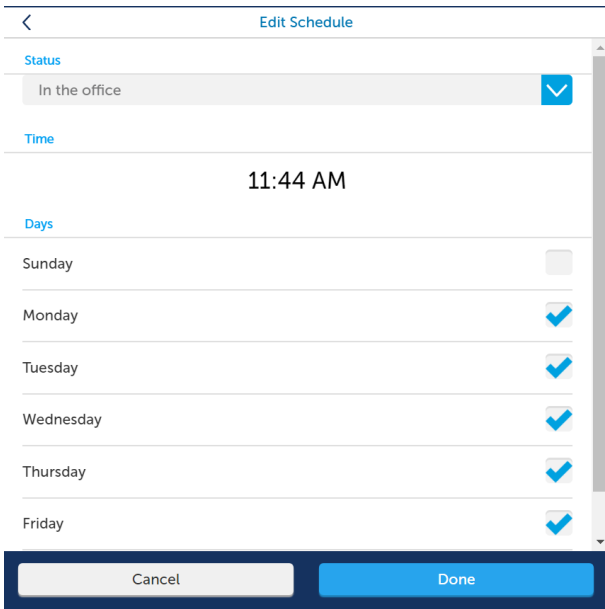 Edit Schedule
Status
In the office
Time
11:44 AM
Days
Sunday
Monday
Tuesday
Wednesday
Thursday
Friday
Cancel
Done